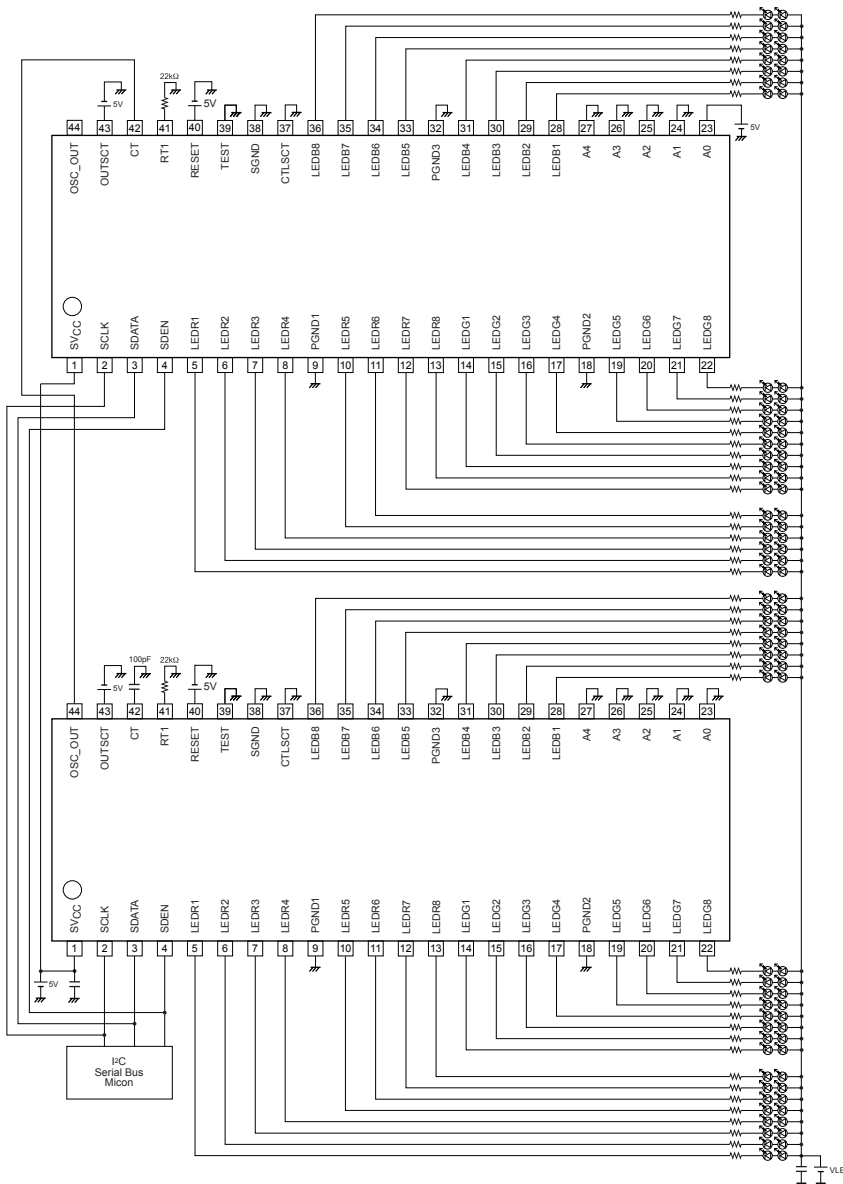 22kΩ
5V
5V
5V
44 43 42 41 40 39 38 37 36 35 34 33 32 31 30 29 28 27 26 25 24 23
OSC_OUT OUTSCT CT RT1 RESET TEST SGND CTLSCT LEDB8 LEDB7 LEDB6 LEDB5 PGND3 LEDB4 LEDB3 LEDB2 LEDB1 A4 A3 A2 A1 A0
SVCC SCLK SDATA SDEN LEDR1 LEDR2 LEDR3 LEDR4 PGND1 LEDR5 LEDR6 LEDR7 LEDR8 LEDG1 LEDG2 LEDG3 LEDG4 PGND2 LEDG5 LEDG6 LEDG7 LEDG8
1 2 3 4 5 6 7 8 9 10 11 12 13 14 15 16 17 18 19 20 21 22
100pF 22kΩ
5V
5V
44 43 42 41 40 39 38 37 36 35 34 33 32 31 30 29 28 27 26 25 24 23
OSC_OUT OUTSCT CT RT1 RESET TEST SGND CTLSCT LEDB8 LEDB7 LEDB6 LEDB5 PGND3 LEDB4 LEDB3 LEDB2 LEDB1 A4 A3 A2 A1 A0
SVCC SCLK SDATA SDEN LEDR1 LEDR2 LEDR3 LEDR4 PGND1 LEDR5 LEDR6 LEDR7 LEDR8 LEDG1 LEDG2 LEDG3 LEDG4 PGND2 LEDG5 LEDG6 LEDG7 LEDG8
1 2 3 4 5 6 7 8 9 10 11 12 13 14 15 16 17 18 19 20 21 22
5V
I²C
Serial Bus
Micon